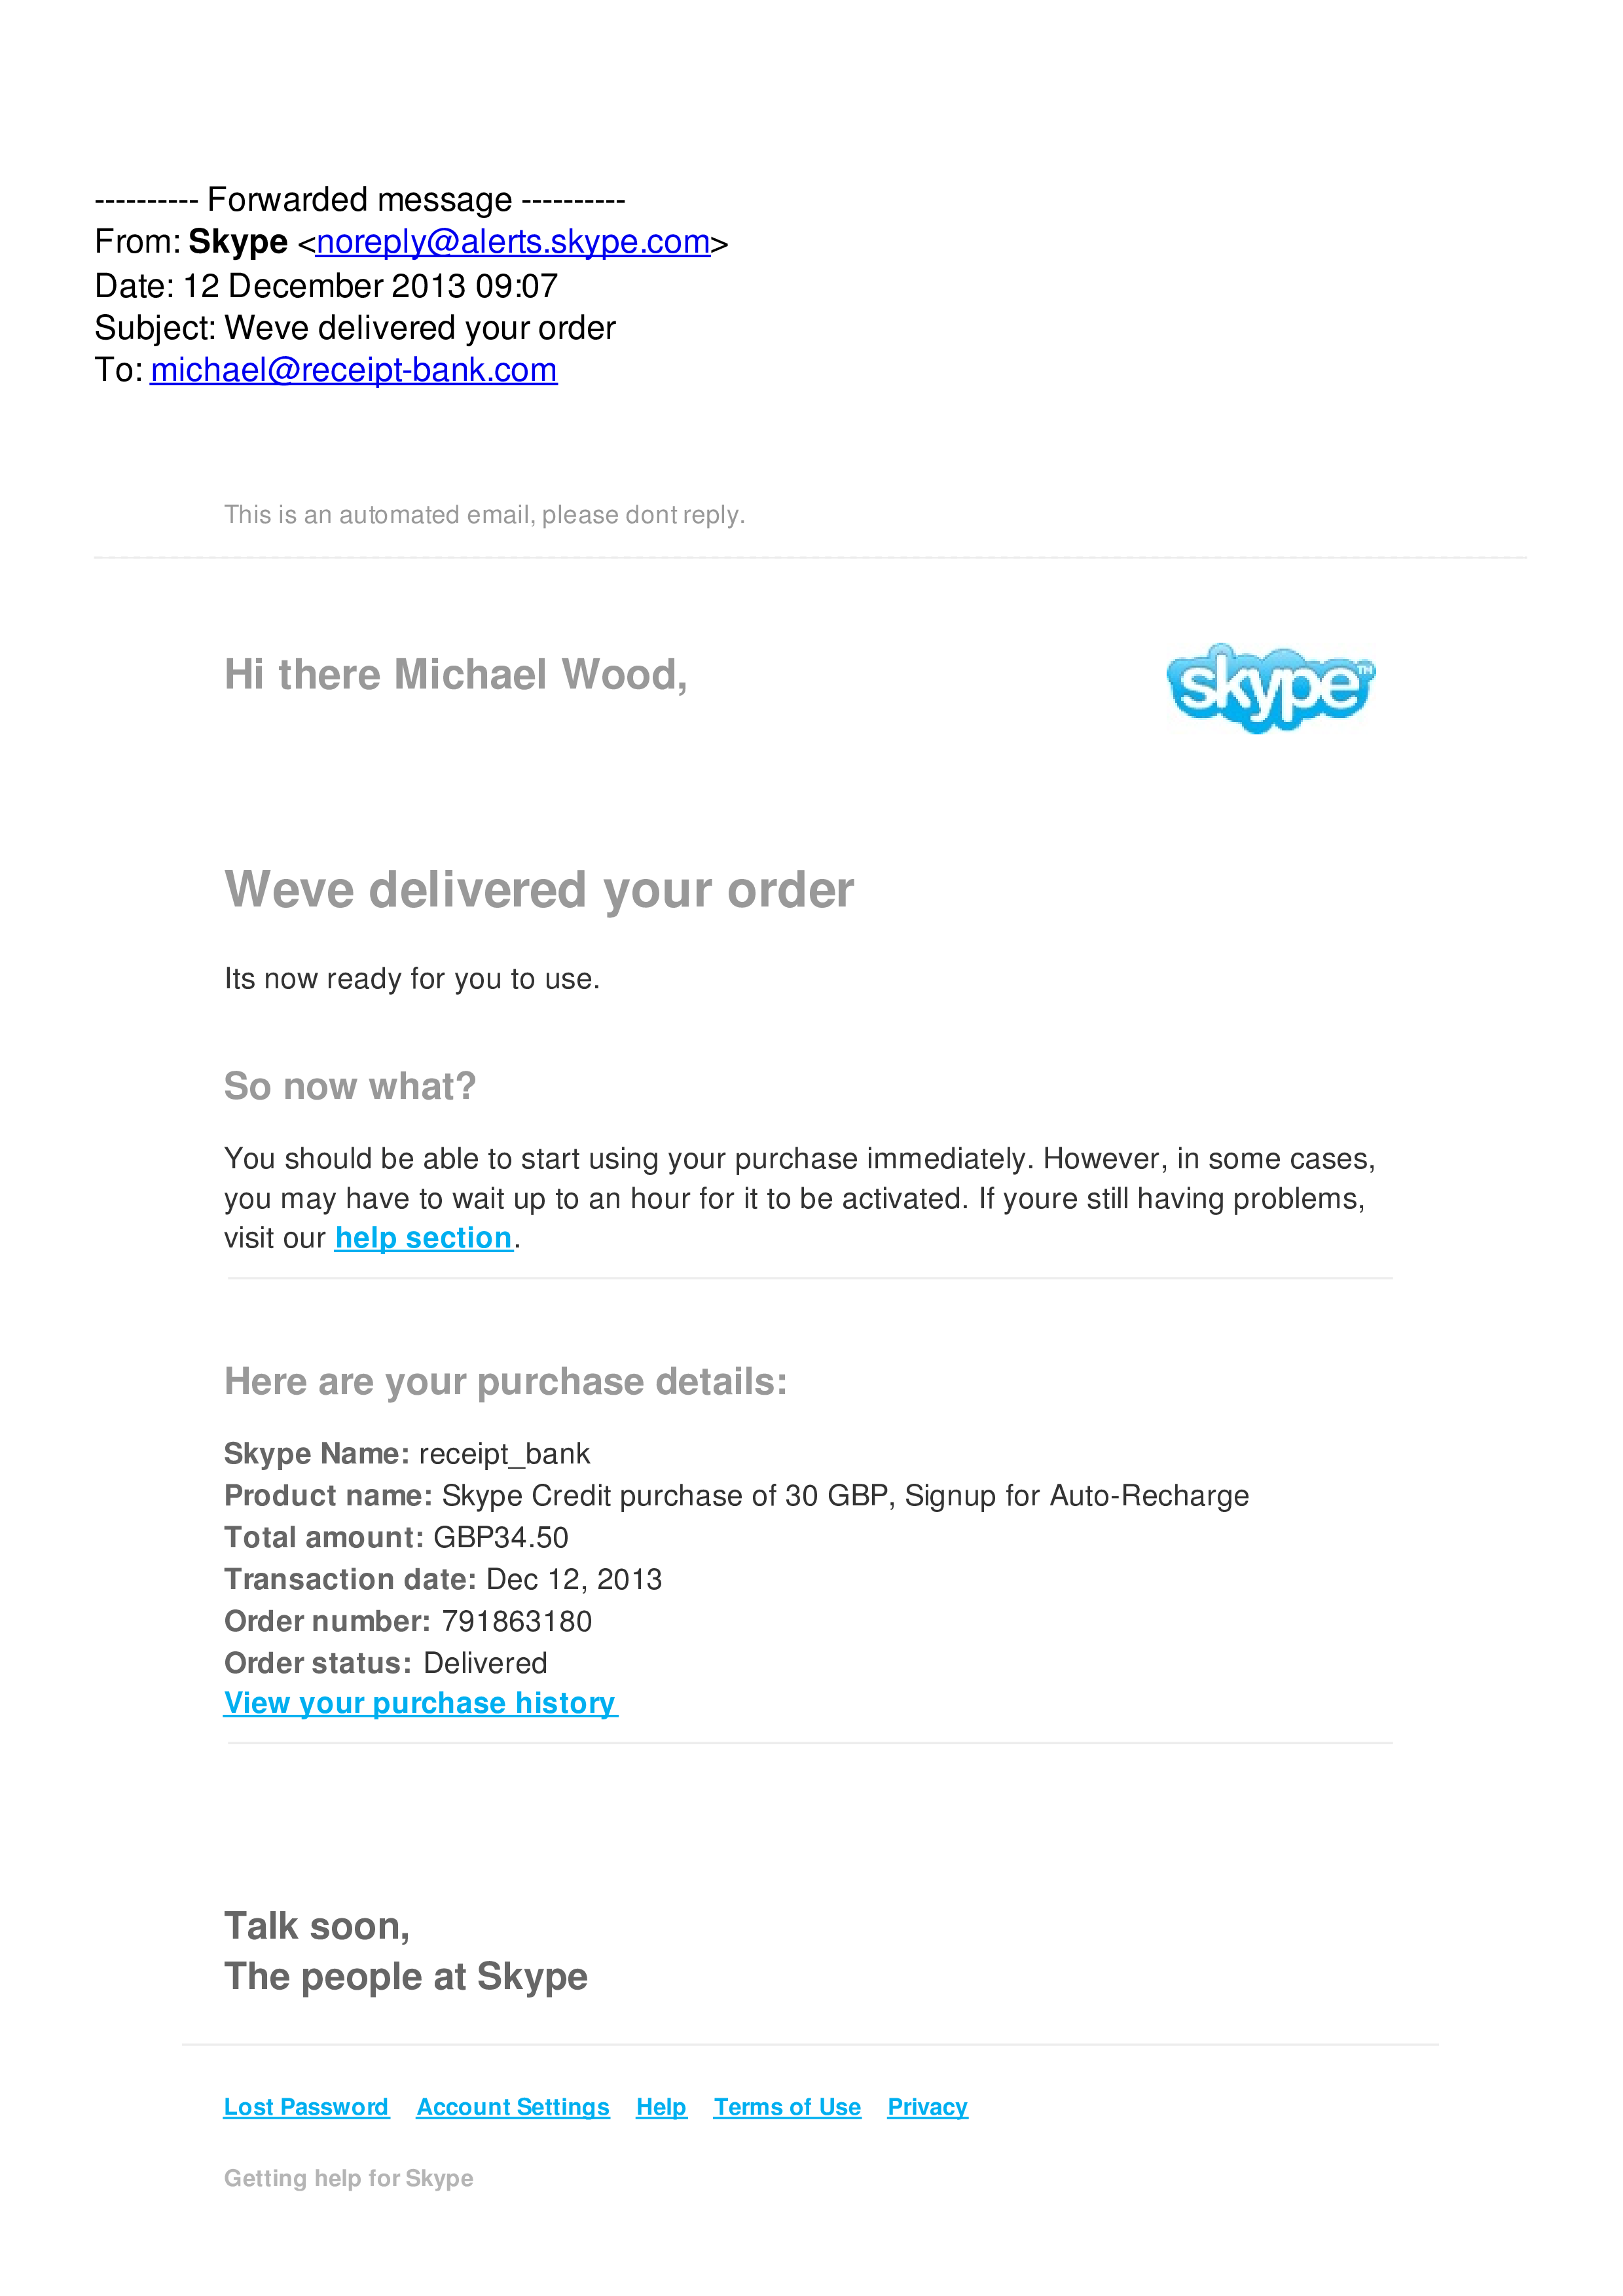 ---------- Forwarded message ----------
From: Skype <noreply@alerts.skype.com>
Date: 12 December 2013 09:07
Subject: Weve delivered your order
To: michael@receipt-bank.com
This is an automated email, please dont reply.
Hi there Michael Wood,
skype™
Weve delivered your order
Its now ready for you to use.
So now what?
You should be able to start using your purchase immediately. However, in some cases,
you may have to wait up to an hour for it to be activated. If youre still having problems,
visit our help section.
Here are your purchase details:
Skype Name: receipt_bank
Product name: Skype Credit purchase of 30 GBP, Signup for Auto-Recharge
Total amount: GBP34.50
Transaction date: Dec 12, 2013
Order number: 791863180
Order status: Delivered
View your purchase history
Talk soon,
The people at Skype
Lost Password Account Settings Help Terms of Use Privacy
Getting help for Skype